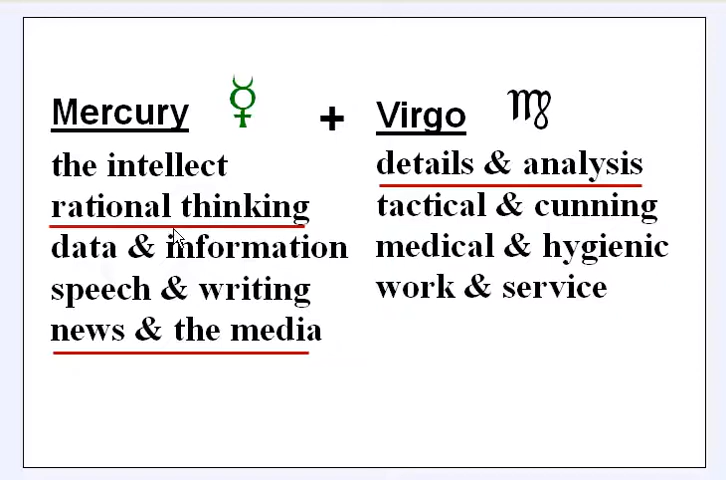 Mercury ☿ + Virgo ♍
the intellect
rational thinking
data & information
speech & writing
news & the media
details & analysis
tactical & cunning
medical & hygienic
work & service